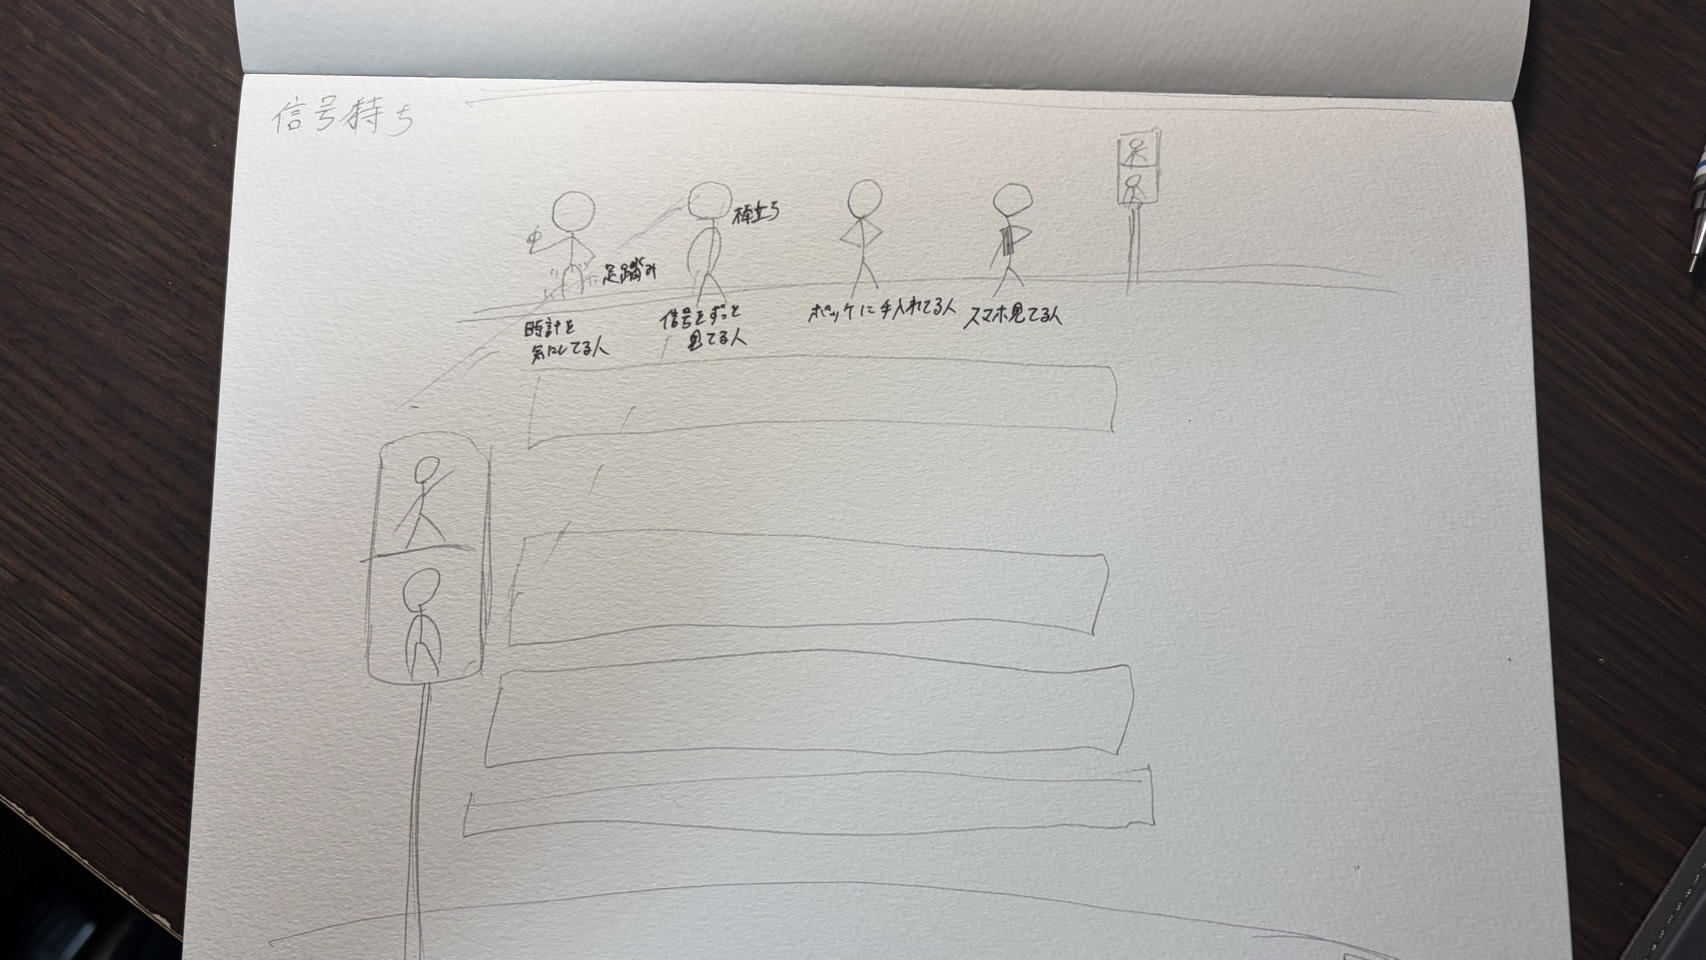 信号持ち
棒立ち
足踏み
時計を
気にしてる人
信号をずっと
見てる人
ポッケに手入れてる人
スマホ見てる人